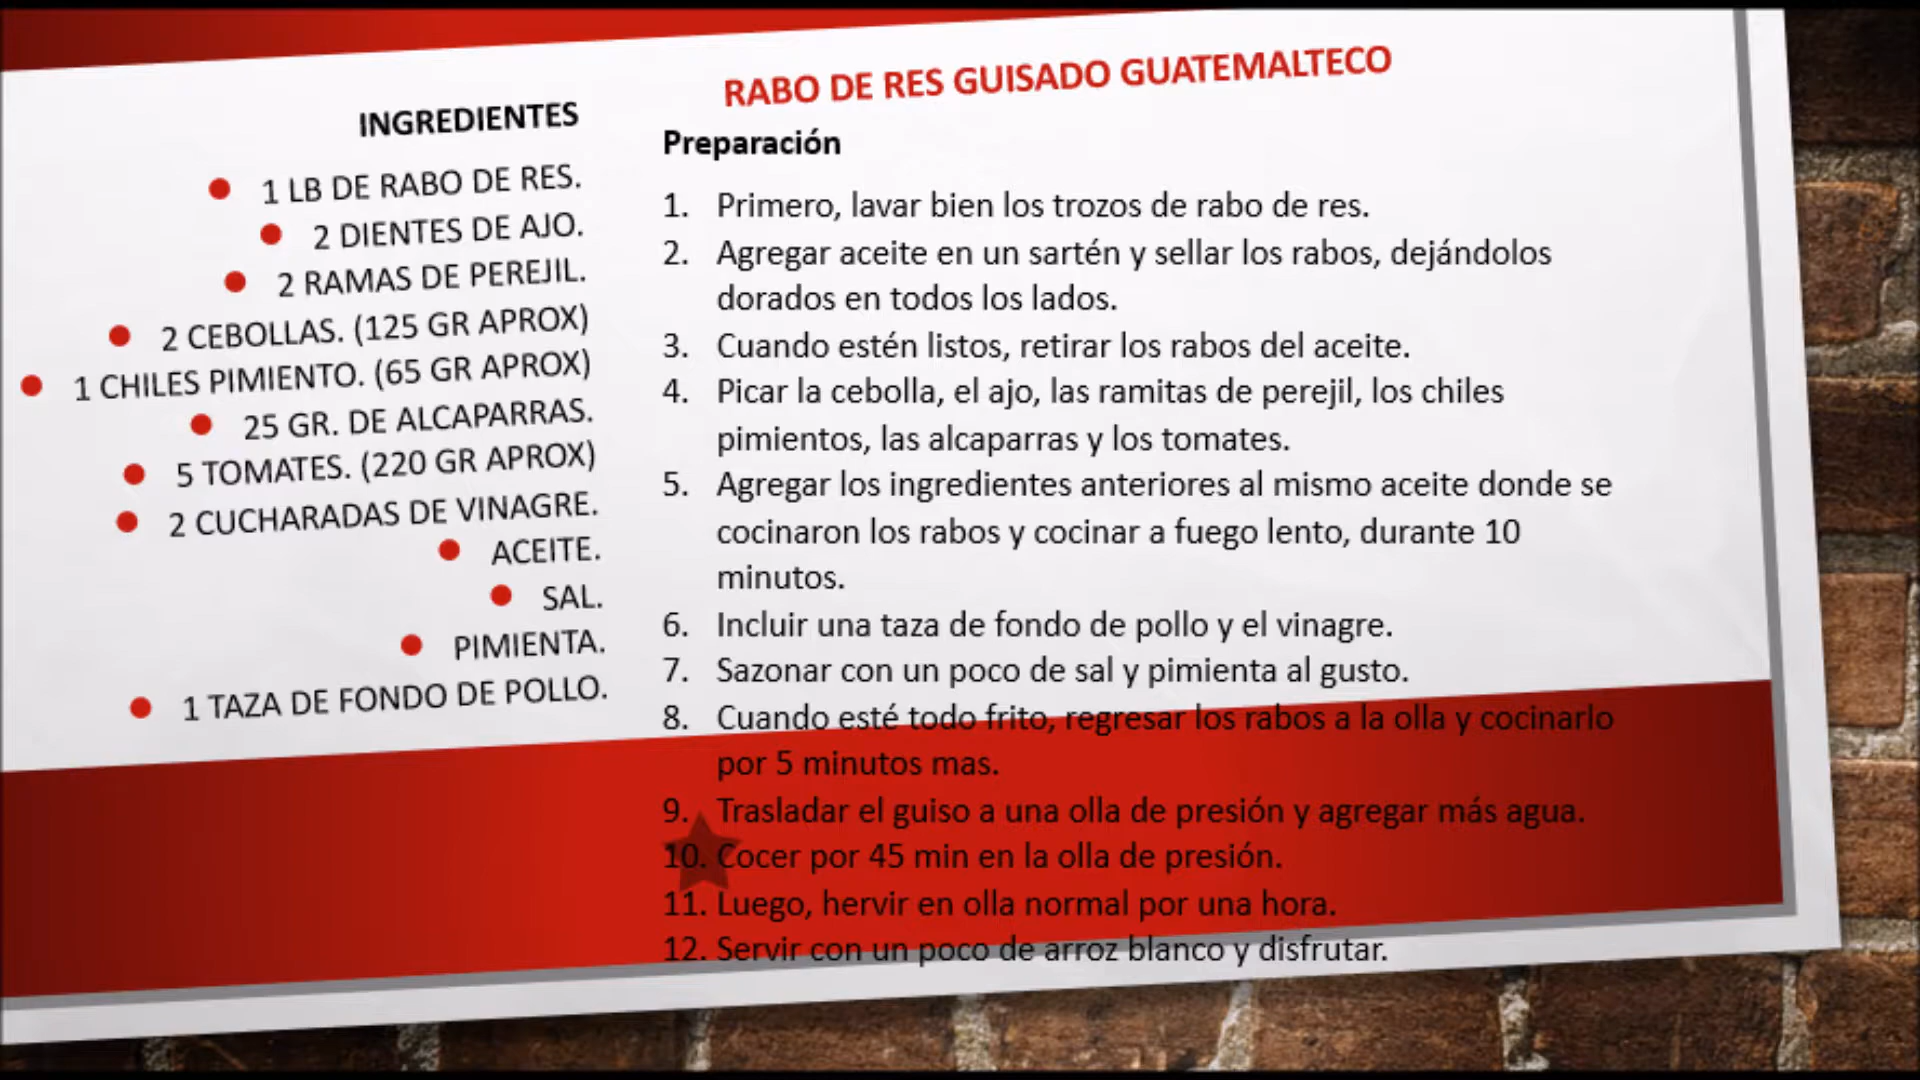 RABO DE RES GUISADO GUATEMALTECO
INGREDIENTES
1 LB DE RABO DE RES.
2 DIENTES DE AJO.
2 RAMAS DE PEREJIL.
2 CEBOLLAS. (125 GR APROX)
1 CHILES PIMIENTO. (65 GR APROX)
25 GR. DE ALCAPARRAS.
5 TOMATES. (220 GR APROX)
2 CUCHARADAS DE VINAGRE.
ACEITE.
SAL.
PIMIENTA.
1 TAZA DE FONDO DE POLLO.
Preparación
1. Primero, lavar bien los trozos de rabo de res.
2. Agregar aceite en un sartén y sellar los rabos, dejándolos
dorados en todos los lados.
3. Cuando estén listos, retirar los rabos del aceite.
4. Picar la cebolla, el ajo, las ramitas de perejil, los chiles
pimientos, las alcaparras y los tomates.
5. Agregar los ingredientes anteriores al mismo aceite donde se
cocinaron los rabos y cocinar a fuego lento, durante 10
minutos.
6. Incluir una taza de fondo de pollo y el vinagre.
7. Sazonar con un poco de sal y pimienta al gusto.
8. Cuando esté todo frito, regresar los rabos a la olla y cocinarlo
por 5 minutos mas.
9. Trasladar el guiso a una olla de presión y agregar más agua.
10. Cocer por 45 min en la olla de presión.
11. Luego, hervir en olla normal por una hora.
12. Servir con un poco de arroz blanco y disfrutar.